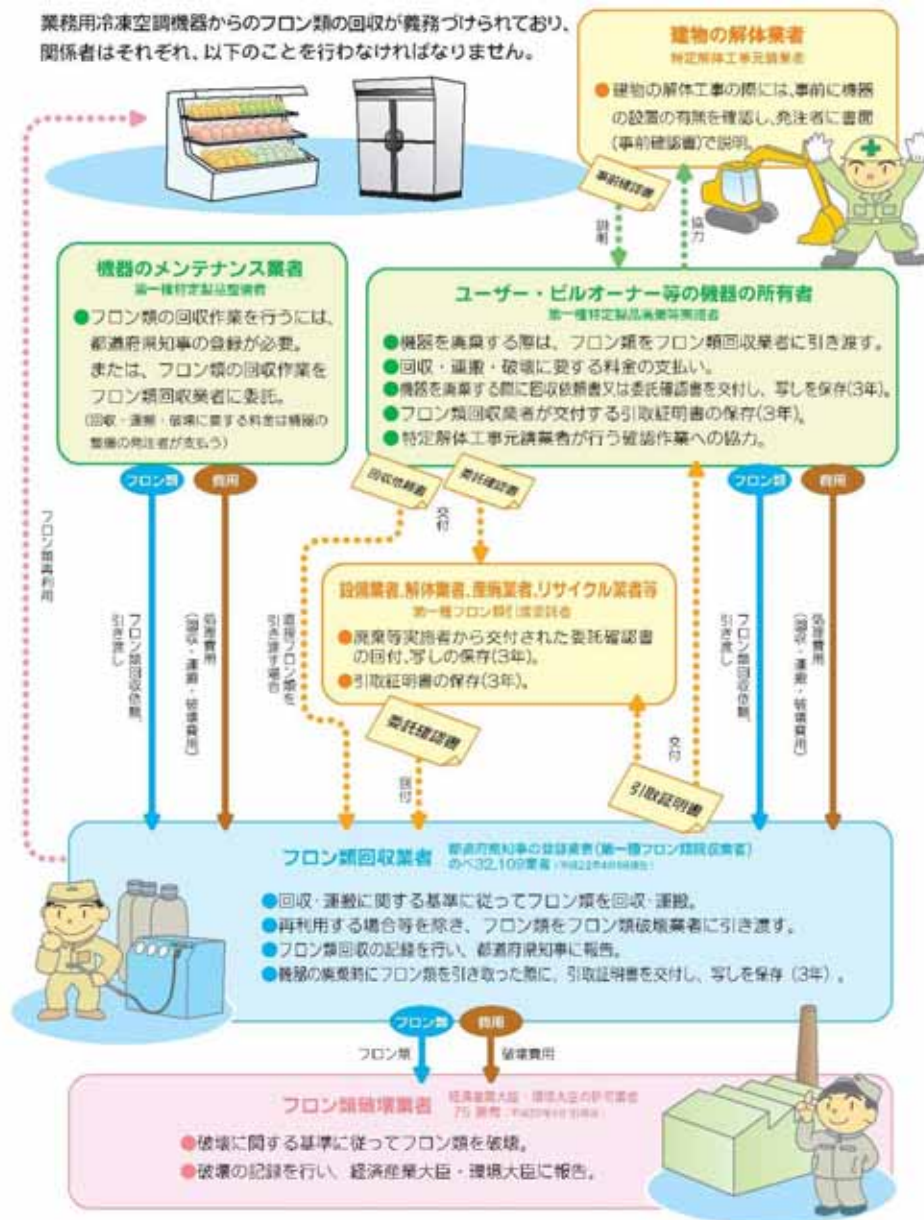 業務用冷凍空調機器からのフロン類の回収が義務づけられており、
関係者はそれぞれ、以下のことを行わなければなりません。
建物の解体業者
特定解体工事元請業者
●建物の解体工事の際には、事前に機器
の設置の有無を確認し、発注者に書面
(事前確認書)で説明。
事前確認書
説明
協力
機器のメンテナンス業者
第一種特定製品整備者
●フロン類の回収作業を行うには、
都道府県知事の登録が必要。
または、フロン類の回収作業を
フロン類回収業者に委託。
(回収・運搬・破壊に要する料金は機器の
整備の発注者が支払う)
ユーザー・ビルオーナー等の機器の所有者
第一種特定製品廃棄等実施者
●機器を廃棄する際は、フロン類をフロン類回収業者に引き渡す。
●回収・運搬・破壊に要する料金の支払い。
●機器を廃棄する際に回収依頼書又は委託確認書を交付し、写しを保存(3年)。
●フロン類回収業者が交付する引取証明書の保存(3年)。
●特定解体工事元請業者が行う確認作業への協力。
フロン類
費用
回収依頼書
委託確認書
交付
フロン類
費用
フロン類再利用
フロン類回収依頼、
引き渡し
処理費用
(回収・運搬・破壊費用)
直接フロン類を
引き渡す場合
設備業者、解体業者、産廃業者、リサイクル業者等
第一種フロン類引渡受託者
●廃棄等実施者から交付された委託確認書
の回付、写しの保存(3年)。
●引取証明書の保存(3年)。
委託確認書
回付
交付
引取証明書
フロン類回収依頼、
引き渡し
処理費用
(回収・運搬・破壊費用)
フロン類回収業者
都道府県知事の登録業者(第一種フロン類回収業者)
のべ32,109業者
●回収・運搬に関する基準に従ってフロン類を回収・運搬。
●再利用する場合等を除き、フロン類をフロン類破壊業者に引き渡す。
●フロン類回収の記録を行い、都道府県知事に報告。
●機器の廃棄時にフロン類を引き取った際に、引取証明書を交付し、写しを保存(3年)。
フロン類
費用
フロン類
破壊費用
フロン類破壊業者
経済産業大臣・環境大臣の許可業者
●破壊に関する基準に従ってフロン類を破壊。
●破壊の記録を行い、経済産業大臣・環境大臣に報告。